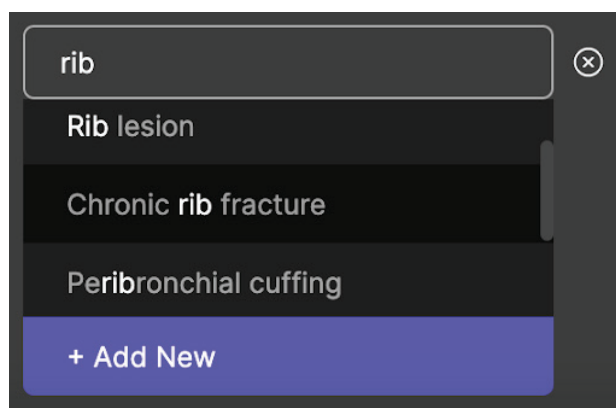 rib
Rib lesion
Chronic rib fracture
Peribronchial cuffing
+ Add New